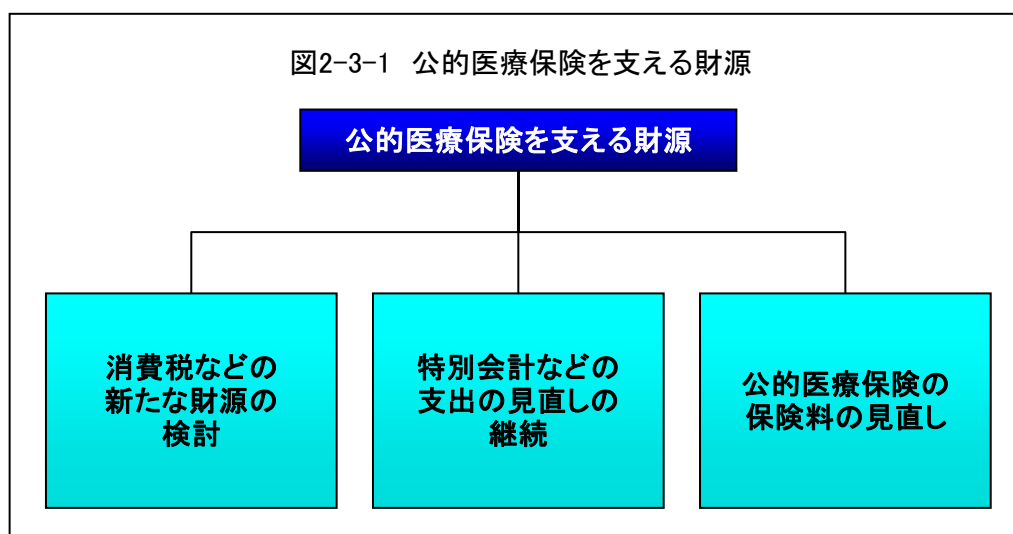 図2-3-1 公的医療保険を支える財源
公的医療保険を支える財源
消費税などの
新たな財源の
検討
特別会計などの
支出の見直しの
継続
公的医療保険の
保険料の見直し